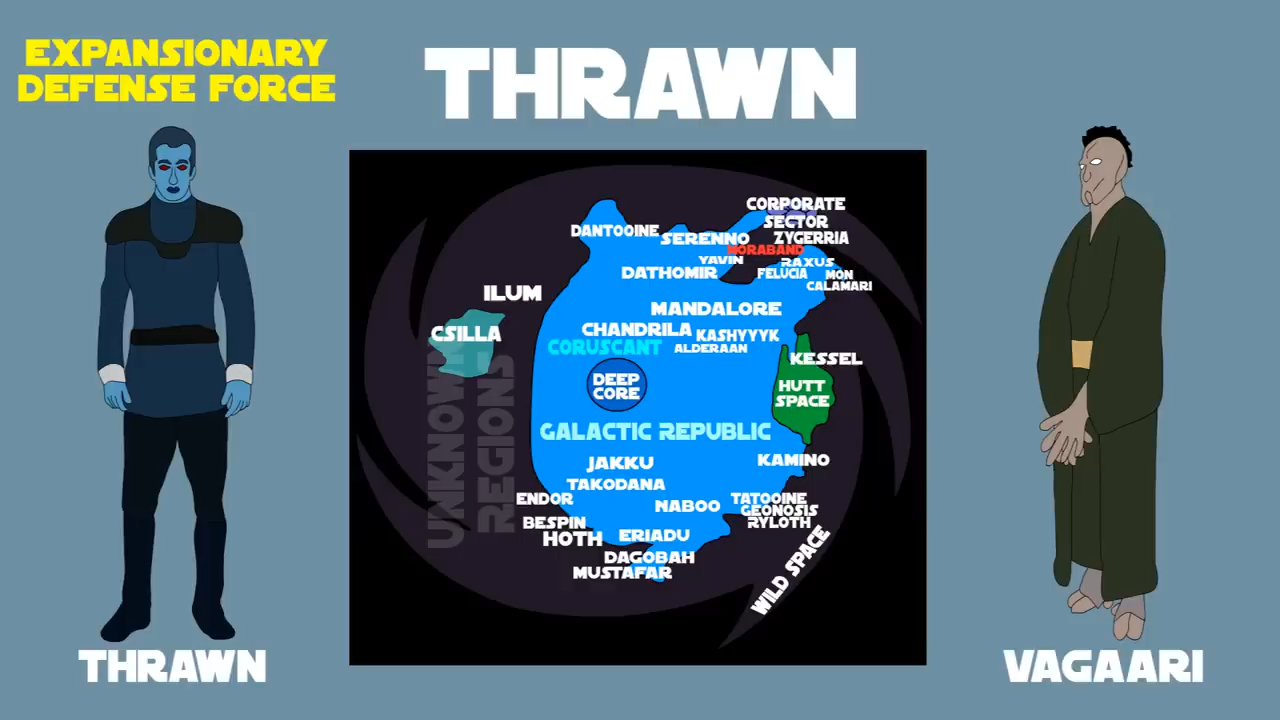 EXPANSIONARY
DEFENSE FORCE
THRAWN
CORPORATE
SECTOR
DANTOOINE
SERENNO
ZYGERRIA
MORABAND
YAVIN
RAXUS
DATHOMIR
FELUCIA
MON
CALAMARI
ILUM
MANDALORE
CSILLA
CHANDRILA
KASHYYYK
CORUSCANT
ALDERAAN
KESSEL
DEEP
CORE
HUTT
SPACE
UNKNOWN
REGIONS
GALACTIC REPUBLIC
JAKKU
KAMINO
TAKODANA
ENDOR
NABOO
TATOOINE
GEONOSIS
RYLOTH
BESPIN
HOTH
ERIADU
DAGOBAH
MUSTAFAR
WILD SPACE
THRAWN
VAGAARI